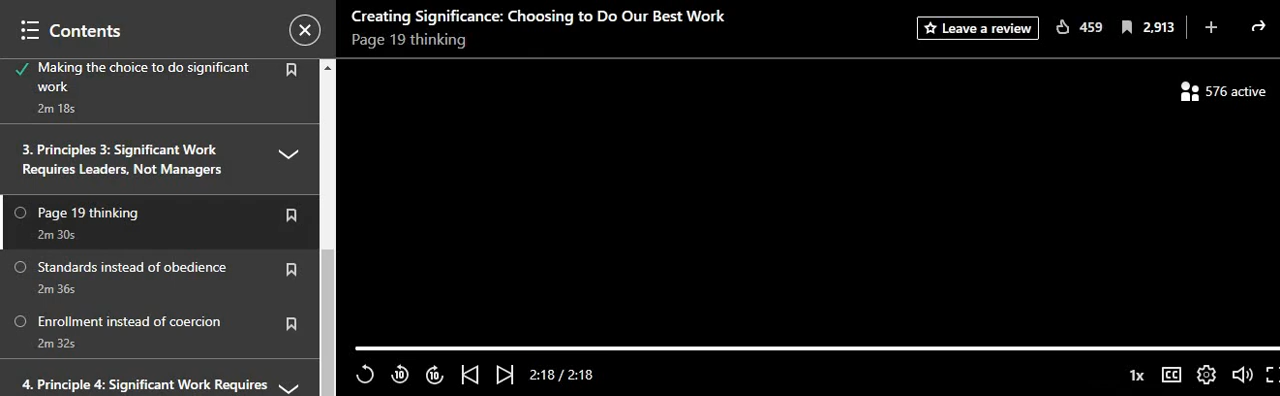 Contents
Making the choice to do significant
work
2m 18s
3. Principles 3: Significant Work
Requires Leaders, Not Managers
Page 19 thinking
2m 30s
Standards instead of obedience
2m 36s
Enrollment instead of coercion
2m 32s
4. Principle 4: Significant Work Requires
Creating Significance: Choosing to Do Our Best Work
Page 19 thinking
Leave a review
459
2,913
576 active
10
10
2:18 / 2:18
1x
CC